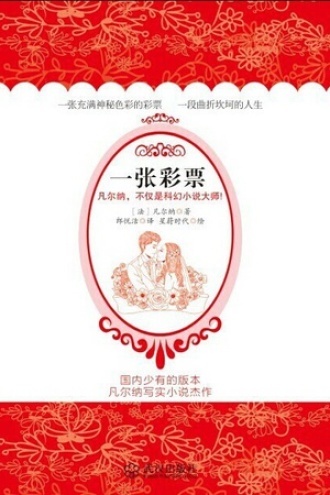 一张充满神秘色彩的彩票 一段曲折坎坷的人生
一张彩票
凡尔纳，不仅是科幻小说大师！
［法］凡尔纳 著
郑悦洁 译 星蔚时代 绘
国内少有的版本
凡尔纳写实小说杰作